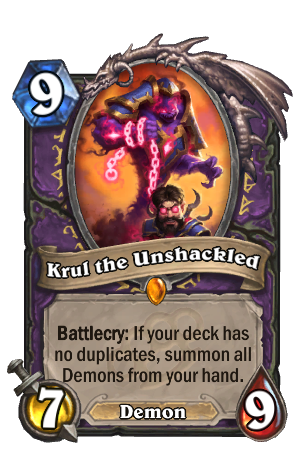 9
Krul the Unshackled
Battlecry: If your deck has
no duplicates, summon all
Demons from your hand.
7
Demon
9